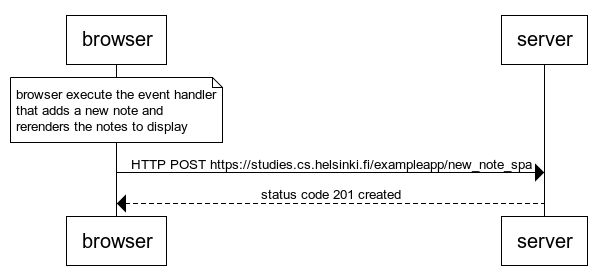 browser
server
browser execute the event handler
that adds a new note and
rerenders the notes to display
HTTP POST https://studies.cs.helsinki.fi/exampleapp/new_note_spa
status code 201 created
browser
server